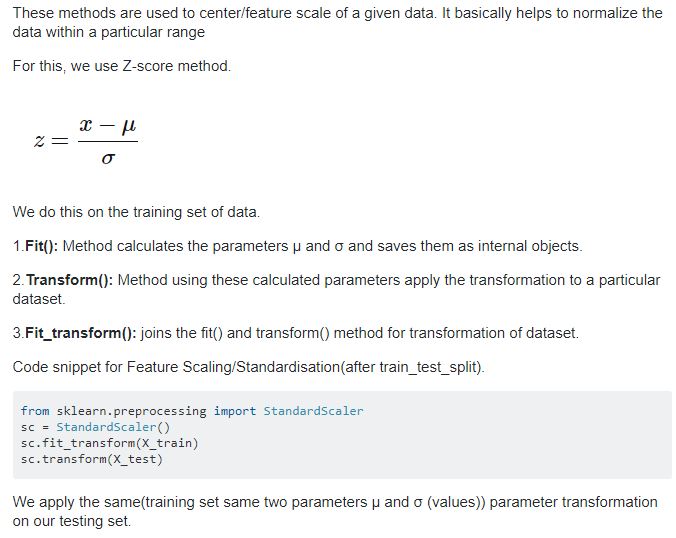 These methods are used to center/feature scale of a given data. It basically helps to normalize the
data within a particular range
For this, we use Z-score method.
z = (x − μ) / σ
We do this on the training set of data.
1.Fit(): Method calculates the parameters μ and σ and saves them as internal objects.
2.Transform(): Method using these calculated parameters apply the transformation to a particular
dataset.
3.Fit_transform(): joins the fit() and transform() method for transformation of dataset.
Code snippet for Feature Scaling/Standardisation(after train_test_split).
from sklearn.preprocessing import StandardScaler
sc = StandardScaler()
sc.fit_transform(X_train)
sc.transform(X_test)
We apply the same(training set same two parameters μ and σ (values)) parameter transformation
on our testing set.